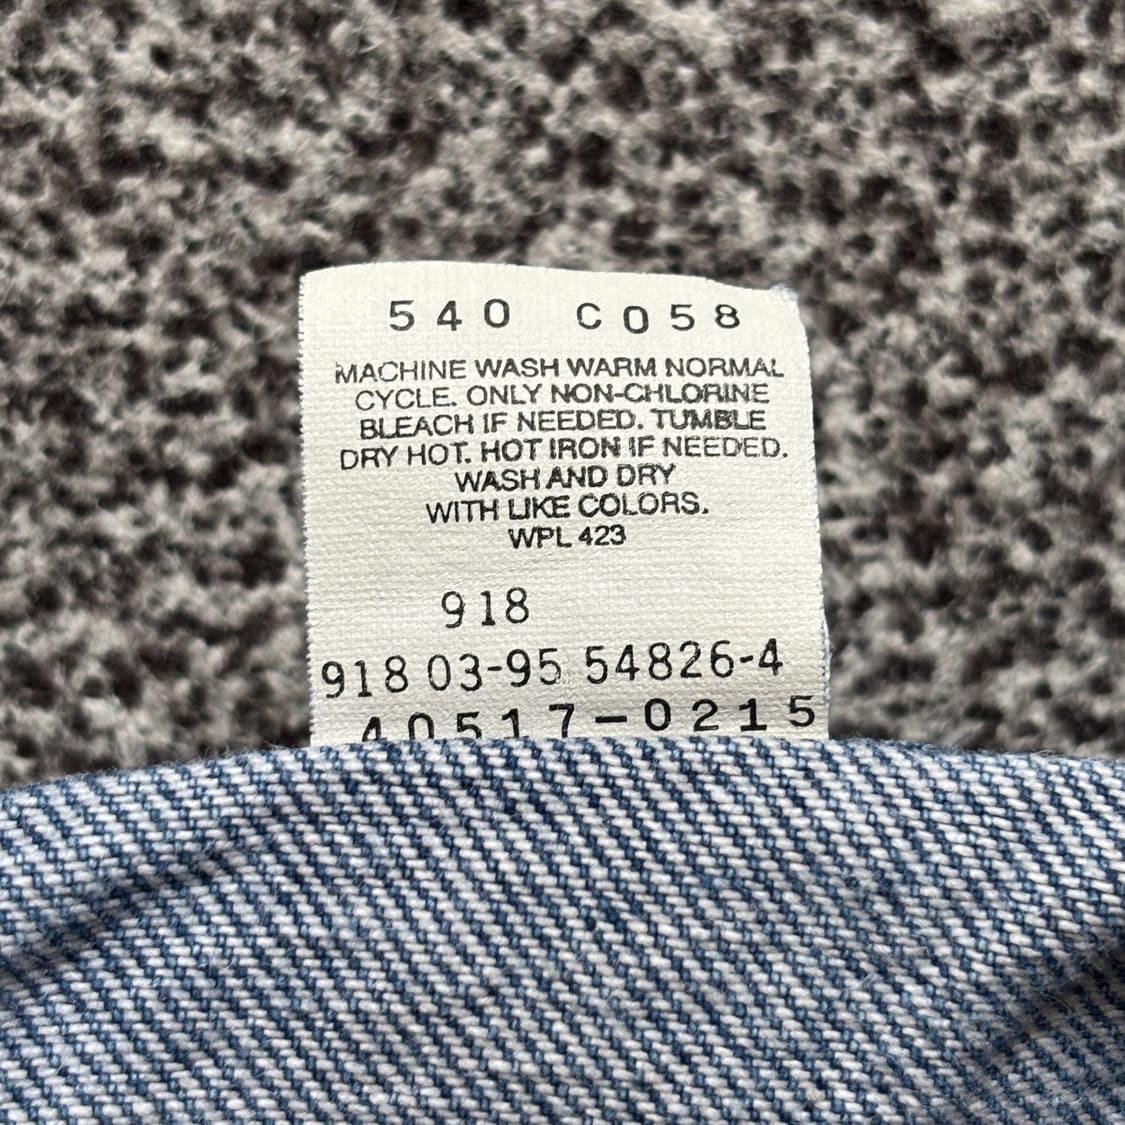 540 C058
MACHINE WASH WARM NORMAL
CYCLE. ONLY NON-CHLORINE
BLEACH IF NEEDED. TUMBLE
DRY HOT. HOT IRON IF NEEDED.
WASH AND DRY
WITH LIKE COLORS.
WPL 423
918
918 03-95 54826-4
40517-0215